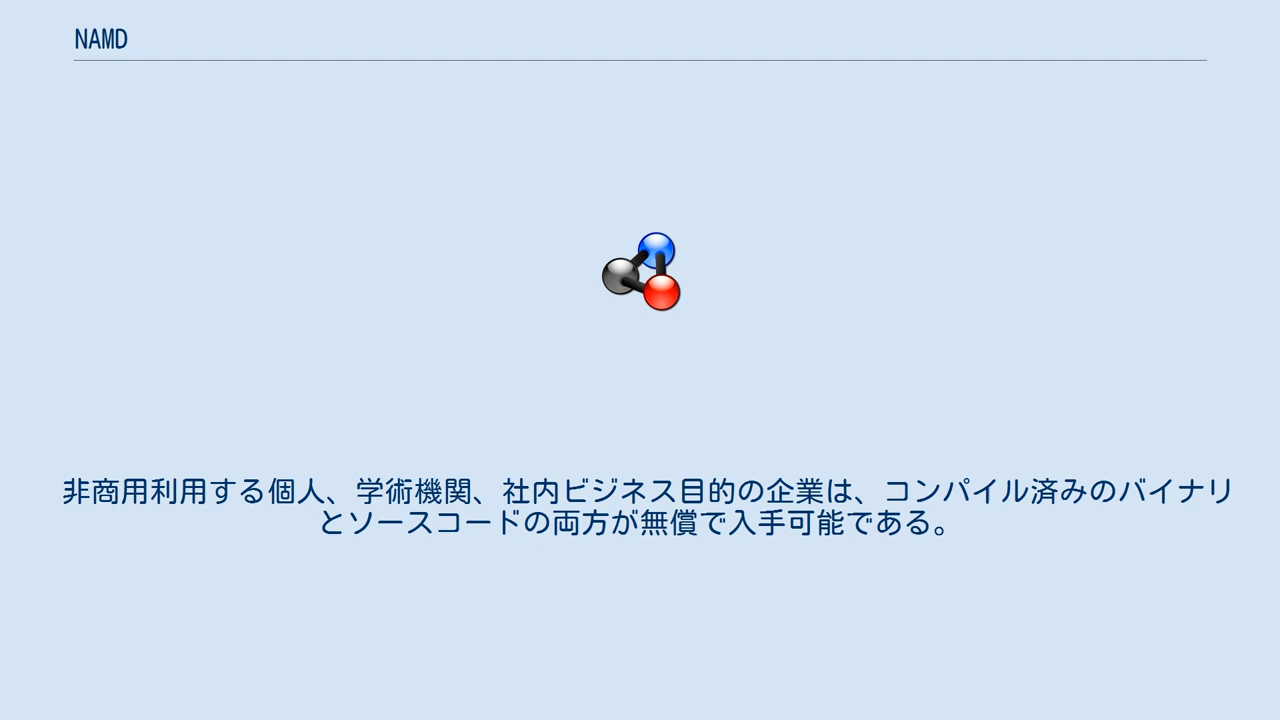 NAMD
非商用利用する個人、学術機関、社内ビジネス目的の企業は、コンパイル済みのバイナリ
とソースコードの両方が無償で入手可能である。